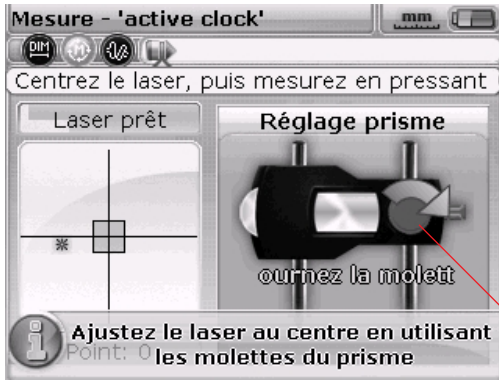 Mesure - 'active clock'
mm
DIM
Centrez le laser, puis mesurez en pressant
Laser prêt
Réglage prisme
ournez la molett
Ajustez le laser au centre en utilisant
Point: 0
les molettes du prisme